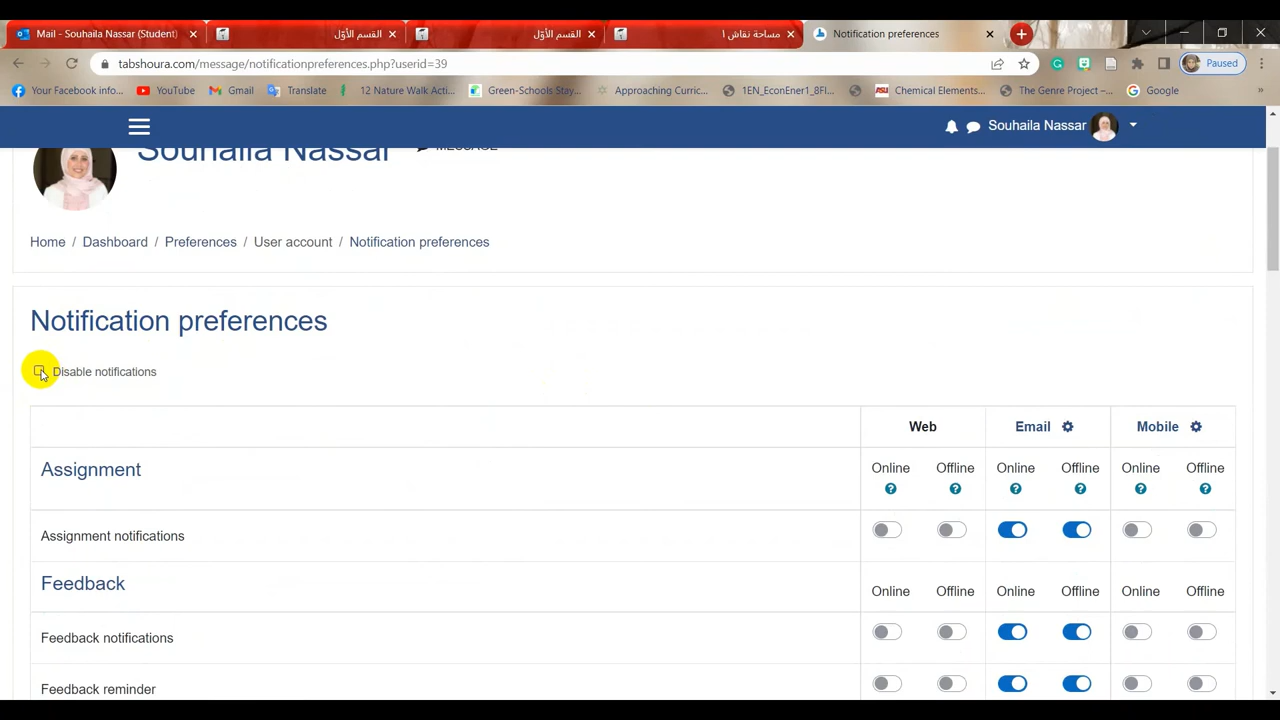 Mail - Souhaila Nassar (Student)
القسم الأوّل
القسم الأوّل
مساحة نقاش ١
Notification preferences
tabshoura.com/message/notificationpreferences.php?userid=39
Paused
Your Facebook info...
YouTube
Gmail
Translate
12 Nature Walk Acti...
Green-Schools Stay...
Approaching Curric...
1EN_EconEner1_8Fl...
ASU
Chemical Elements...
The Genre Project –...
Google
»
Souhaila Nassar
Souhaila Nassar
MESSAGE
Home / Dashboard / Preferences / User account / Notification preferences
Notification preferences
Disable notifications
Web Email Mobile
Assignment Online Offline Online Offline Online Offline
Assignment notifications
Feedback Online Offline Online Offline Online Offline
Feedback notifications
Feedback reminder